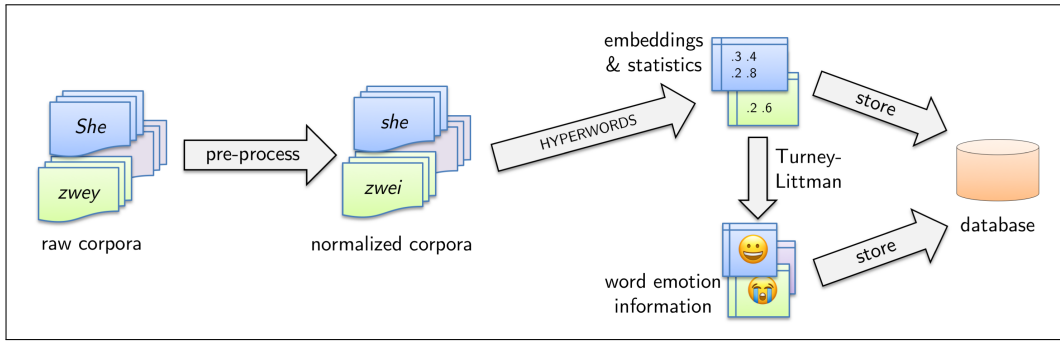 She
zwey
raw corpora
pre-process
she
zwei
normalized corpora
HYPERWORDS
embeddings
& statistics
.3 .4
.2 .8
.2 .6
store
Turney-
Littman
word emotion
information
store
database